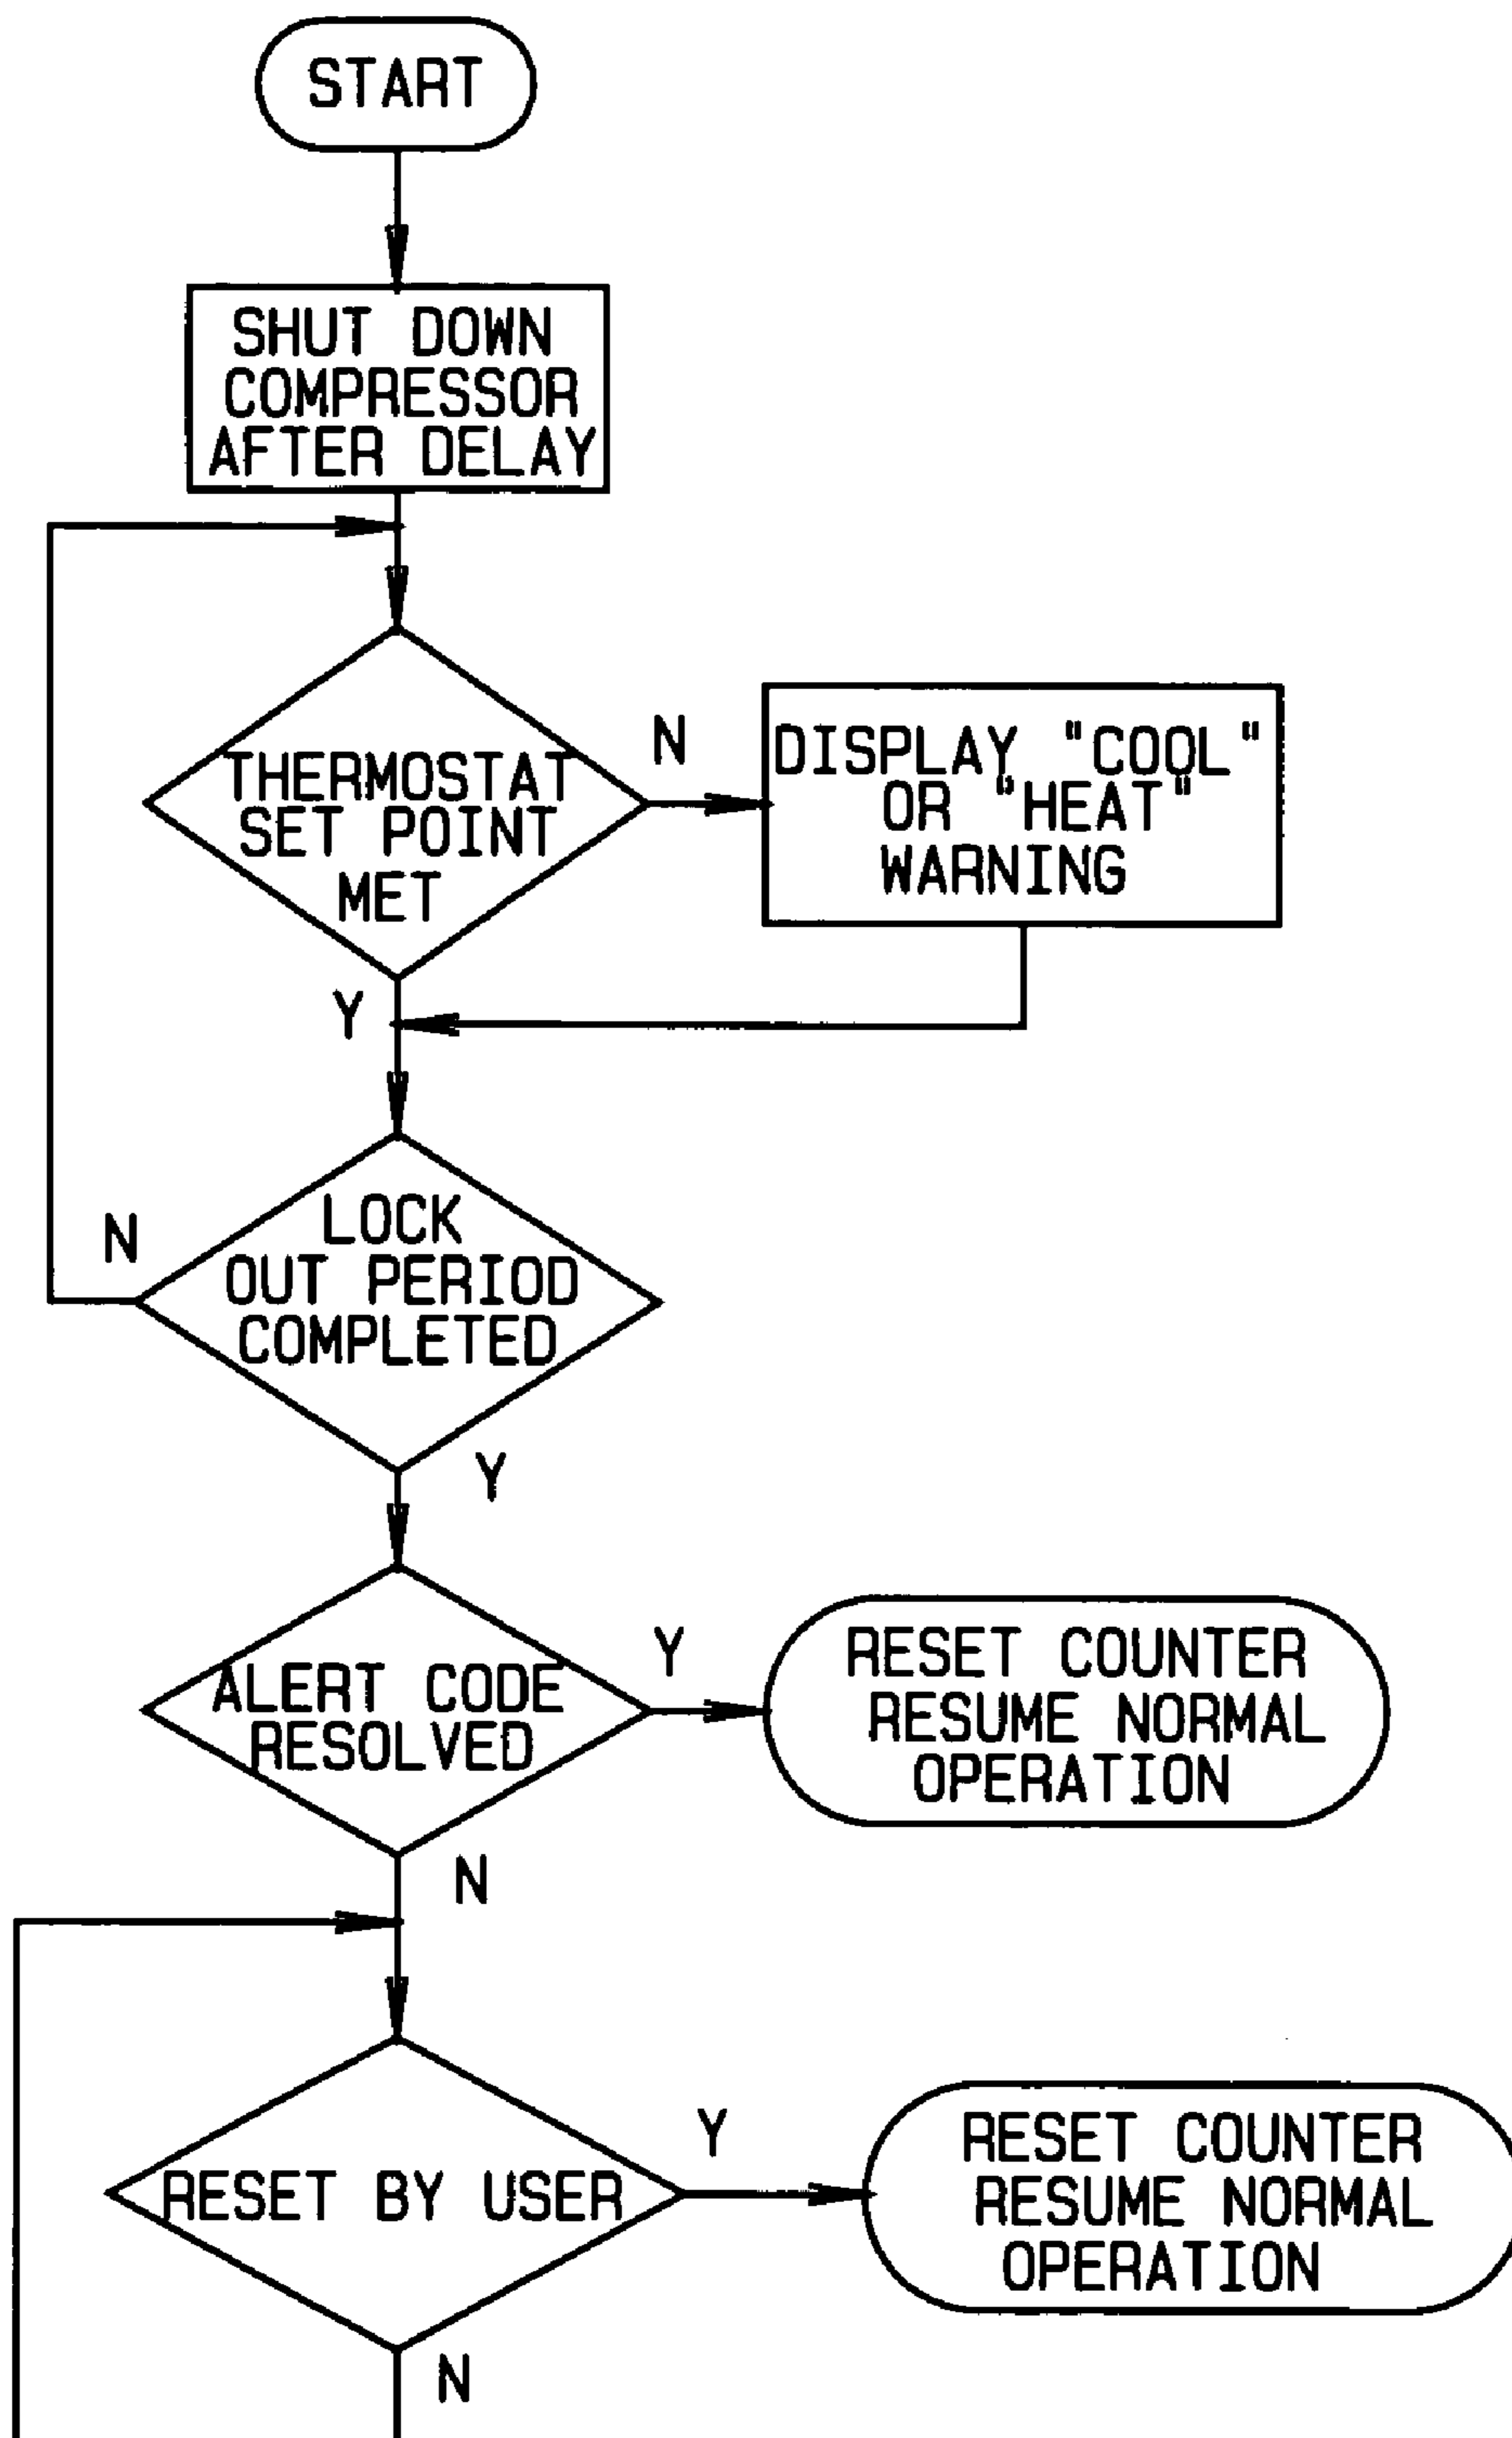 START
SHUT DOWN
COMPRESSOR
AFTER DELAY
THERMOSTAT
SET POINT
MET
N
DISPLAY "COOL"
OR "HEAT"
WARNING
Y
N
LOCK
OUT PERIOD
COMPLETED
Y
ALERT CODE
RESOLVED
Y
RESET COUNTER
RESUME NORMAL
OPERATION
N
RESET BY USER
Y
RESET COUNTER
RESUME NORMAL
OPERATION
N